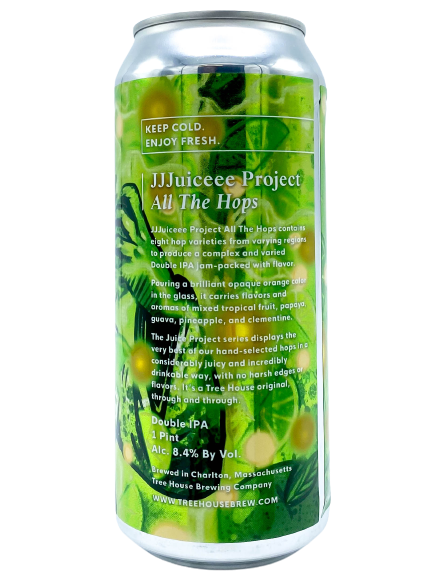 KEEP COLD.
ENJOY FRESH.
JJJuiceee Project
All The Hops
JJJuiceee Project All The Hops contains
eight hop varieties from varying regions
to produce a complex and varied
Double IPA jam-packed with flavor.
Pouring a brilliant opaque orange color
in the glass, it carries flavors and
aromas of mixed tropical fruit, papaya,
guava, pineapple, and clementine.
The Juice Project series displays the
very best of our hand-selected hops in a
considerably juicy and incredibly
drinkable way, with no harsh edges or
flavors. It's a Tree House original,
through and through.
Double IPA
1 Pint
Alc. 8.4% By Vol.
Brewed in Charlton, Massachusetts
Tree House Brewing Company
WWW.TREEHOUSEBREW.COM